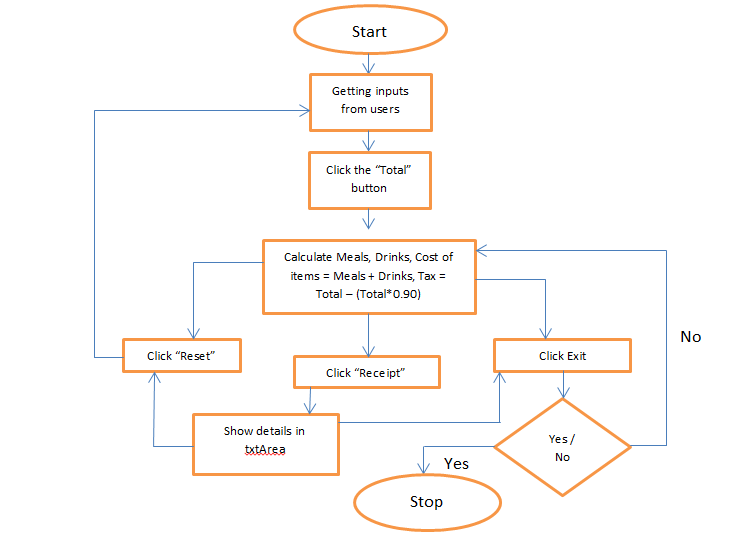 Start
Getting inputs
from users
Click the “Total”
button
Calculate Meals, Drinks, Cost of
items = Meals + Drinks, Tax =
Total – (Total*0.90)
No
Click “Reset”
Click “Receipt”
Click Exit
Show details in
txtArea
Yes /
No
Yes
Stop